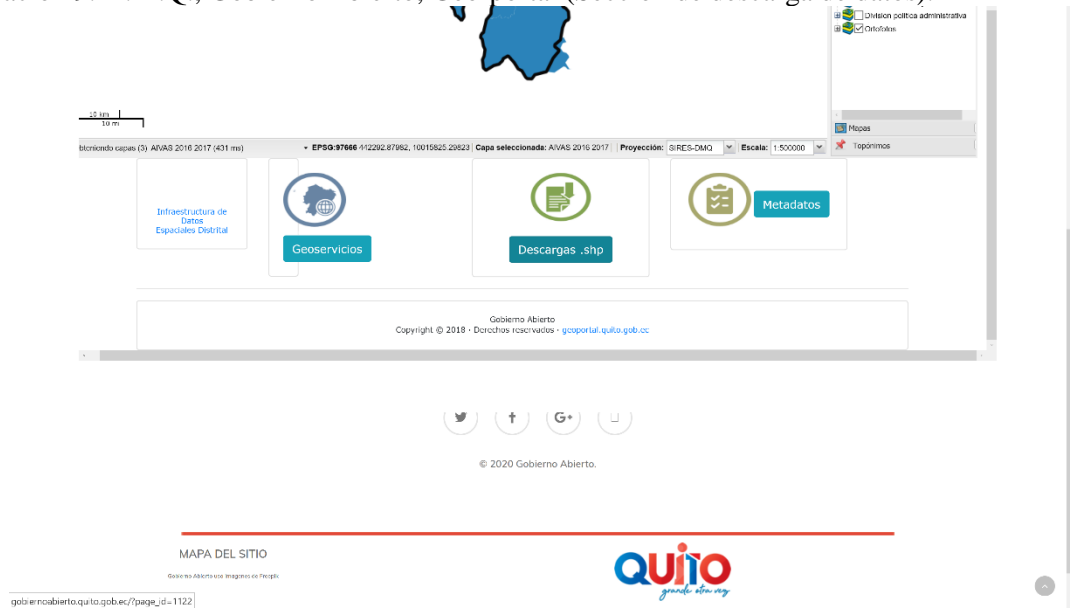 División política administrativa
Ortofotos
10 km
10 mi
Mapas
Topónimos
bteniendo capas (3) AIVAS 2016 2017 (431 ms)
EPSG:97666 442292.87962, 10015825.29823 Capa seleccionada: AIVAS 2016 2017 Proyección: SIRES-DMQ Escala: 1:500000
Infraestructura de
Datos
Espaciales Distrital
Geoservicios
Descargas .shp
Metadatos
Gobierno Abierto
Copyright © 2018 · Derechos reservados · geoportal.quito.gob.ec
G+
© 2020 Gobierno Abierto.
MAPA DEL SITIO
Gobierno Abierto usa imagenes de Freepik
QUITO
grande otra vez
gobiernoabierto.quito.gob.ec/?page_id=1122